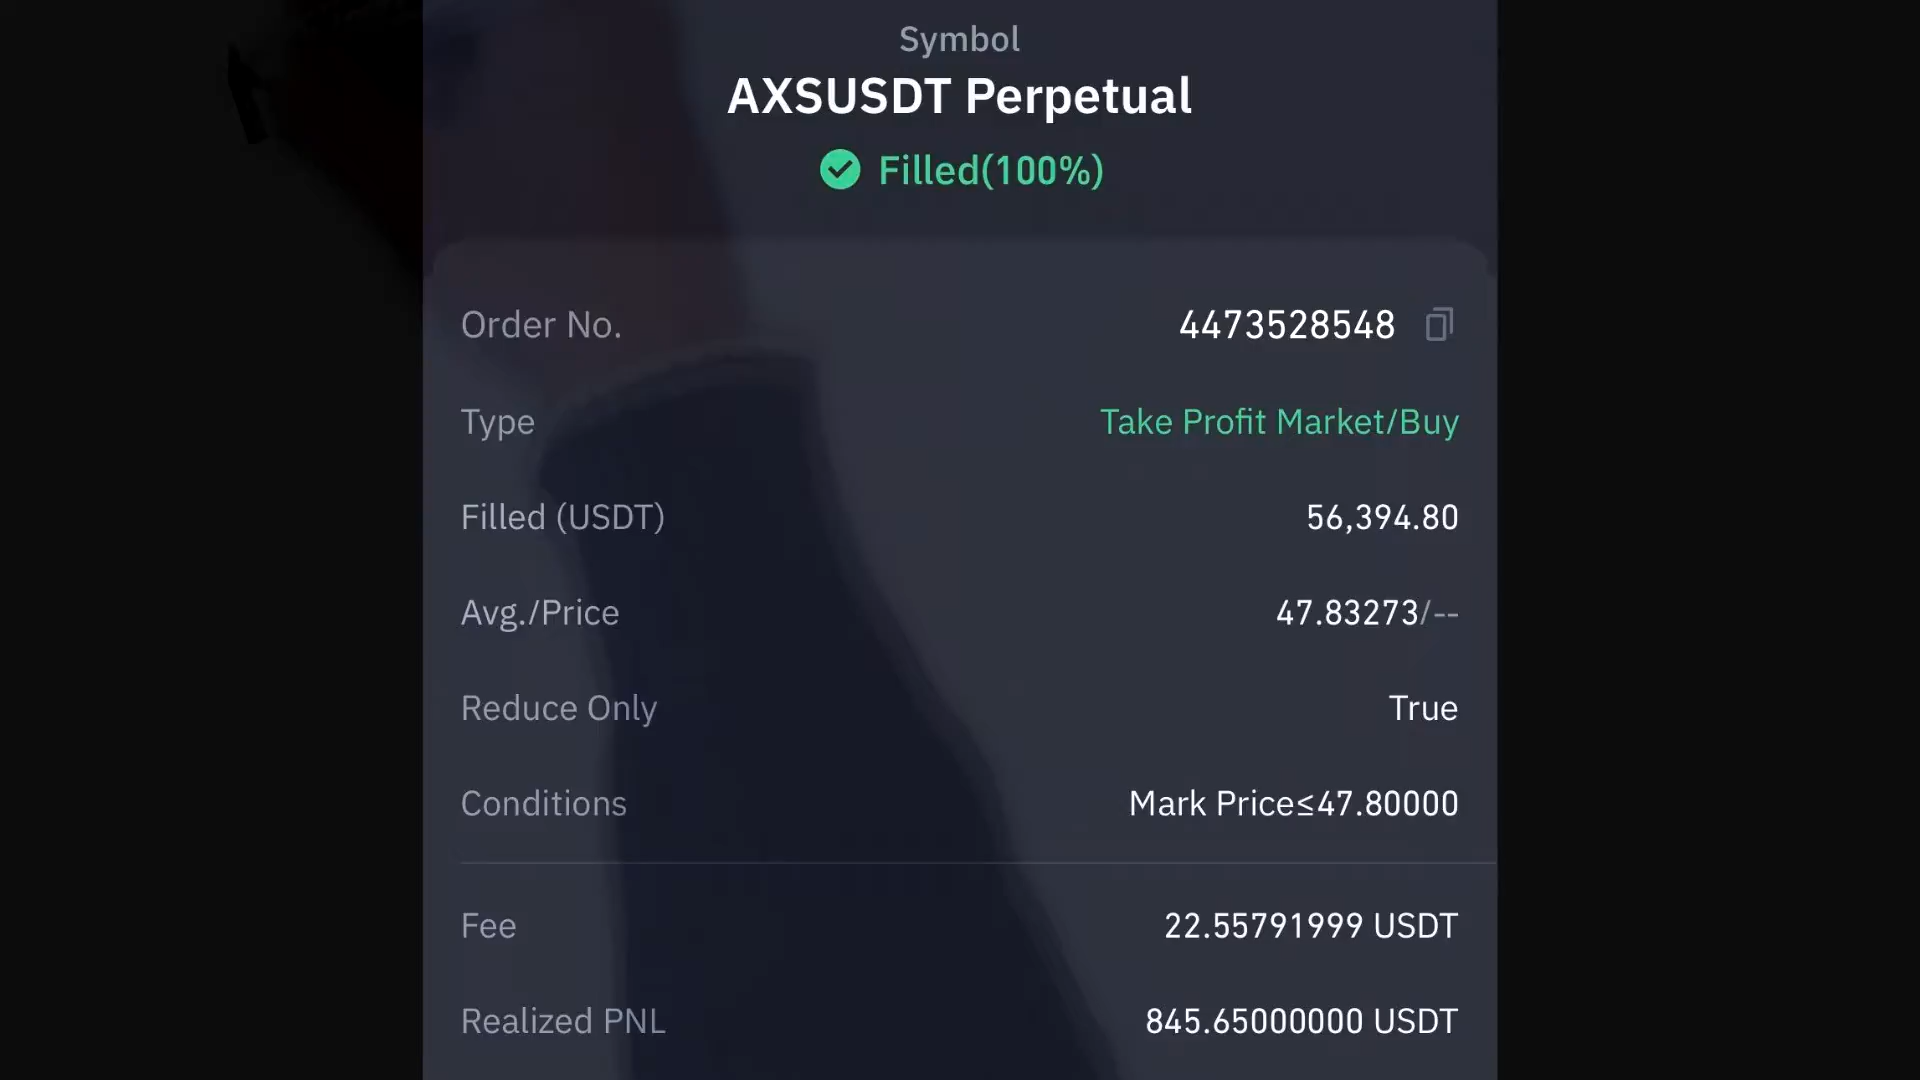 Symbol
AXSUSDT Perpetual
Filled(100%)
Order No. 4473528548
Type Take Profit Market/Buy
Filled (USDT) 56,394.80
Avg./Price 47.83273/--
Reduce Only True
Conditions Mark Price≤47.80000
Fee 22.55791999 USDT
Realized PNL 845.65000000 USDT